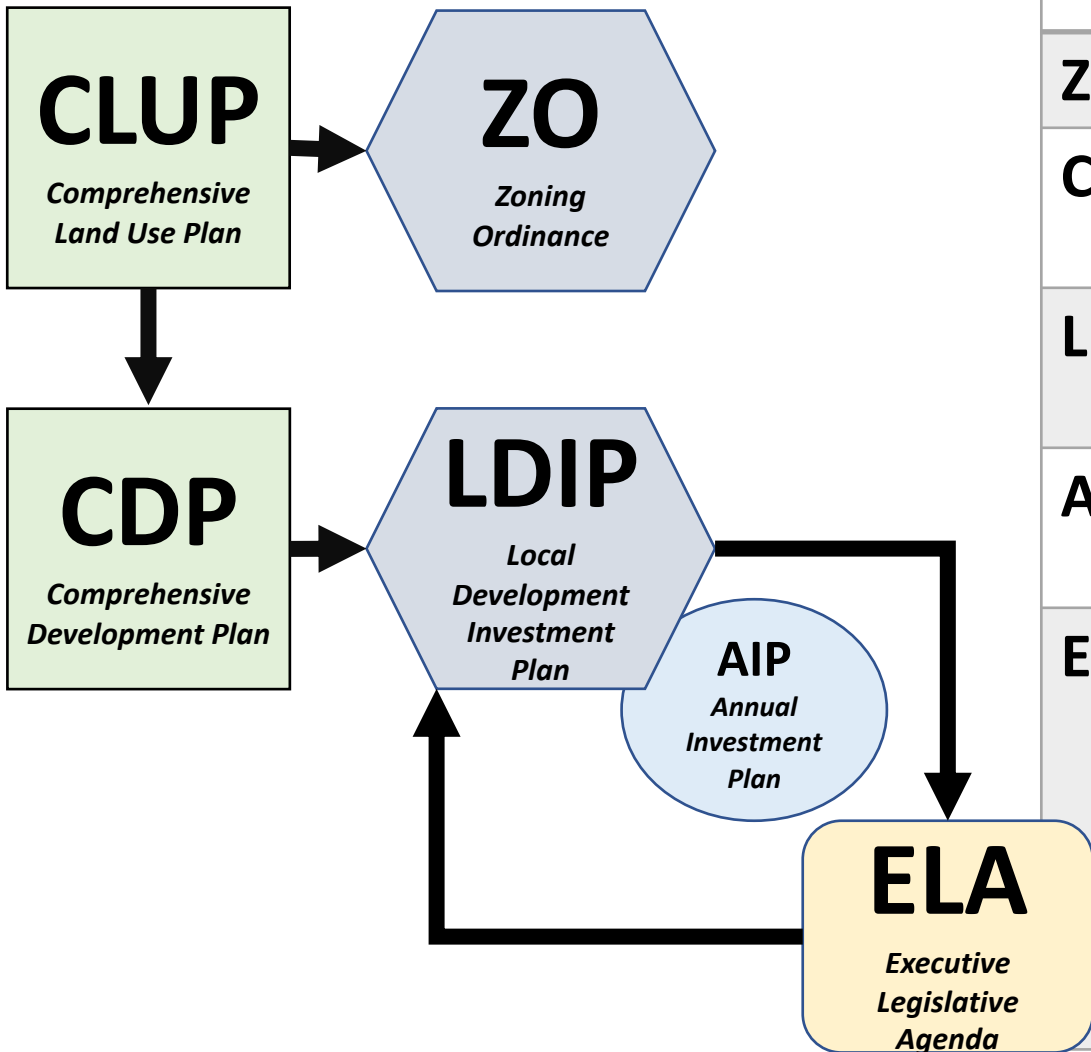 CLUP
Comprehensive
Land Use Plan
ZO
Zoning
Ordinance
CDP
Comprehensive
Development Plan
LDIP
Local
Development
Investment
Plan
AIP
Annual
Investment
Plan
ELA
Executive
Legislative
Agenda
Z
C
L
A
E